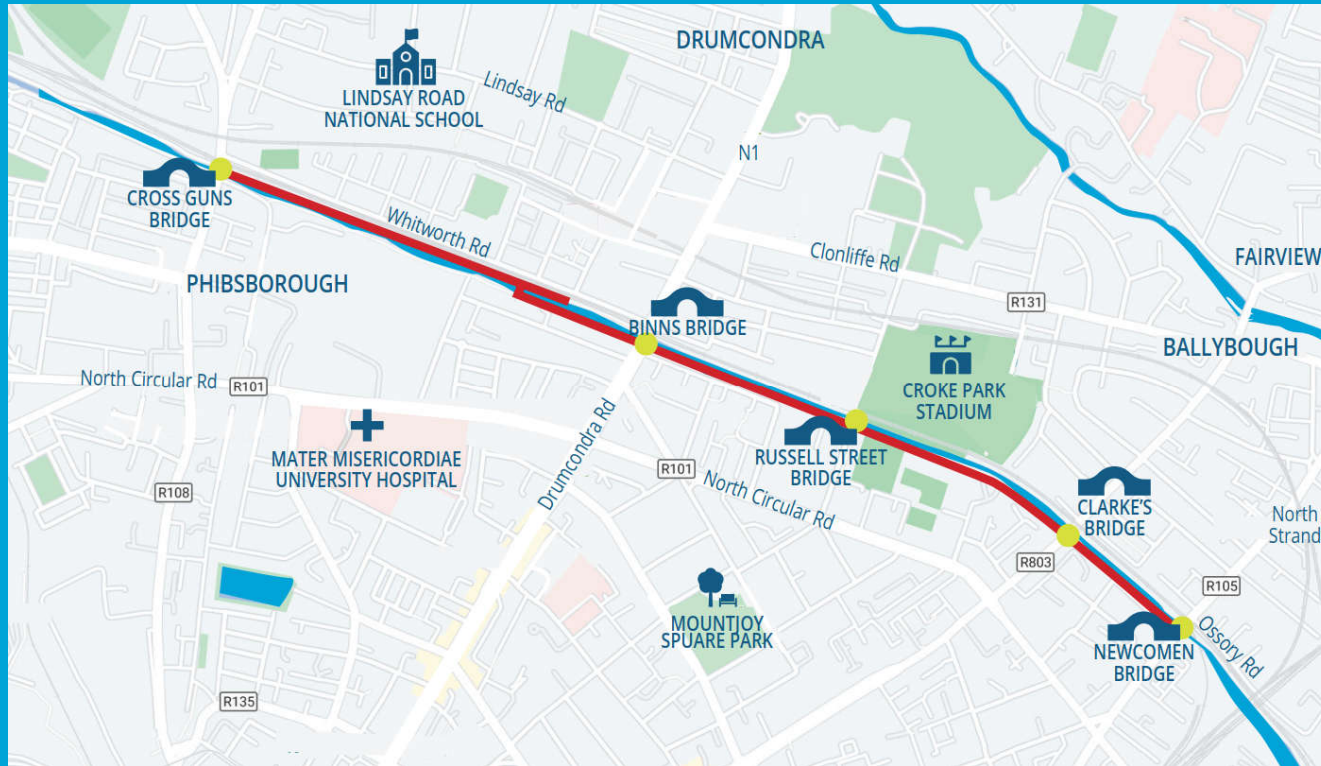 DRUMCONDRA
LINDSAY ROAD
NATIONAL SCHOOL
Lindsay Rd
N1
CROSS GUNS
BRIDGE
Whitworth Rd
Clonliffe Rd
FAIRVIEW
PHIBSBOROUGH
R131
BINNS BRIDGE
BALLYBOUGH
North Circular Rd
R101
CROKE PARK
STADIUM
MATER MISERICORDIAE
UNIVERSITY HOSPITAL
Drumcondra Rd
RUSSELL STREET
BRIDGE
R101
North Circular Rd
R108
CLARKE'S
BRIDGE
North
Strand
R803
R105
MOUNTJOY
SPUARE PARK
Ossory Rd
NEWCOMEN
BRIDGE
R135